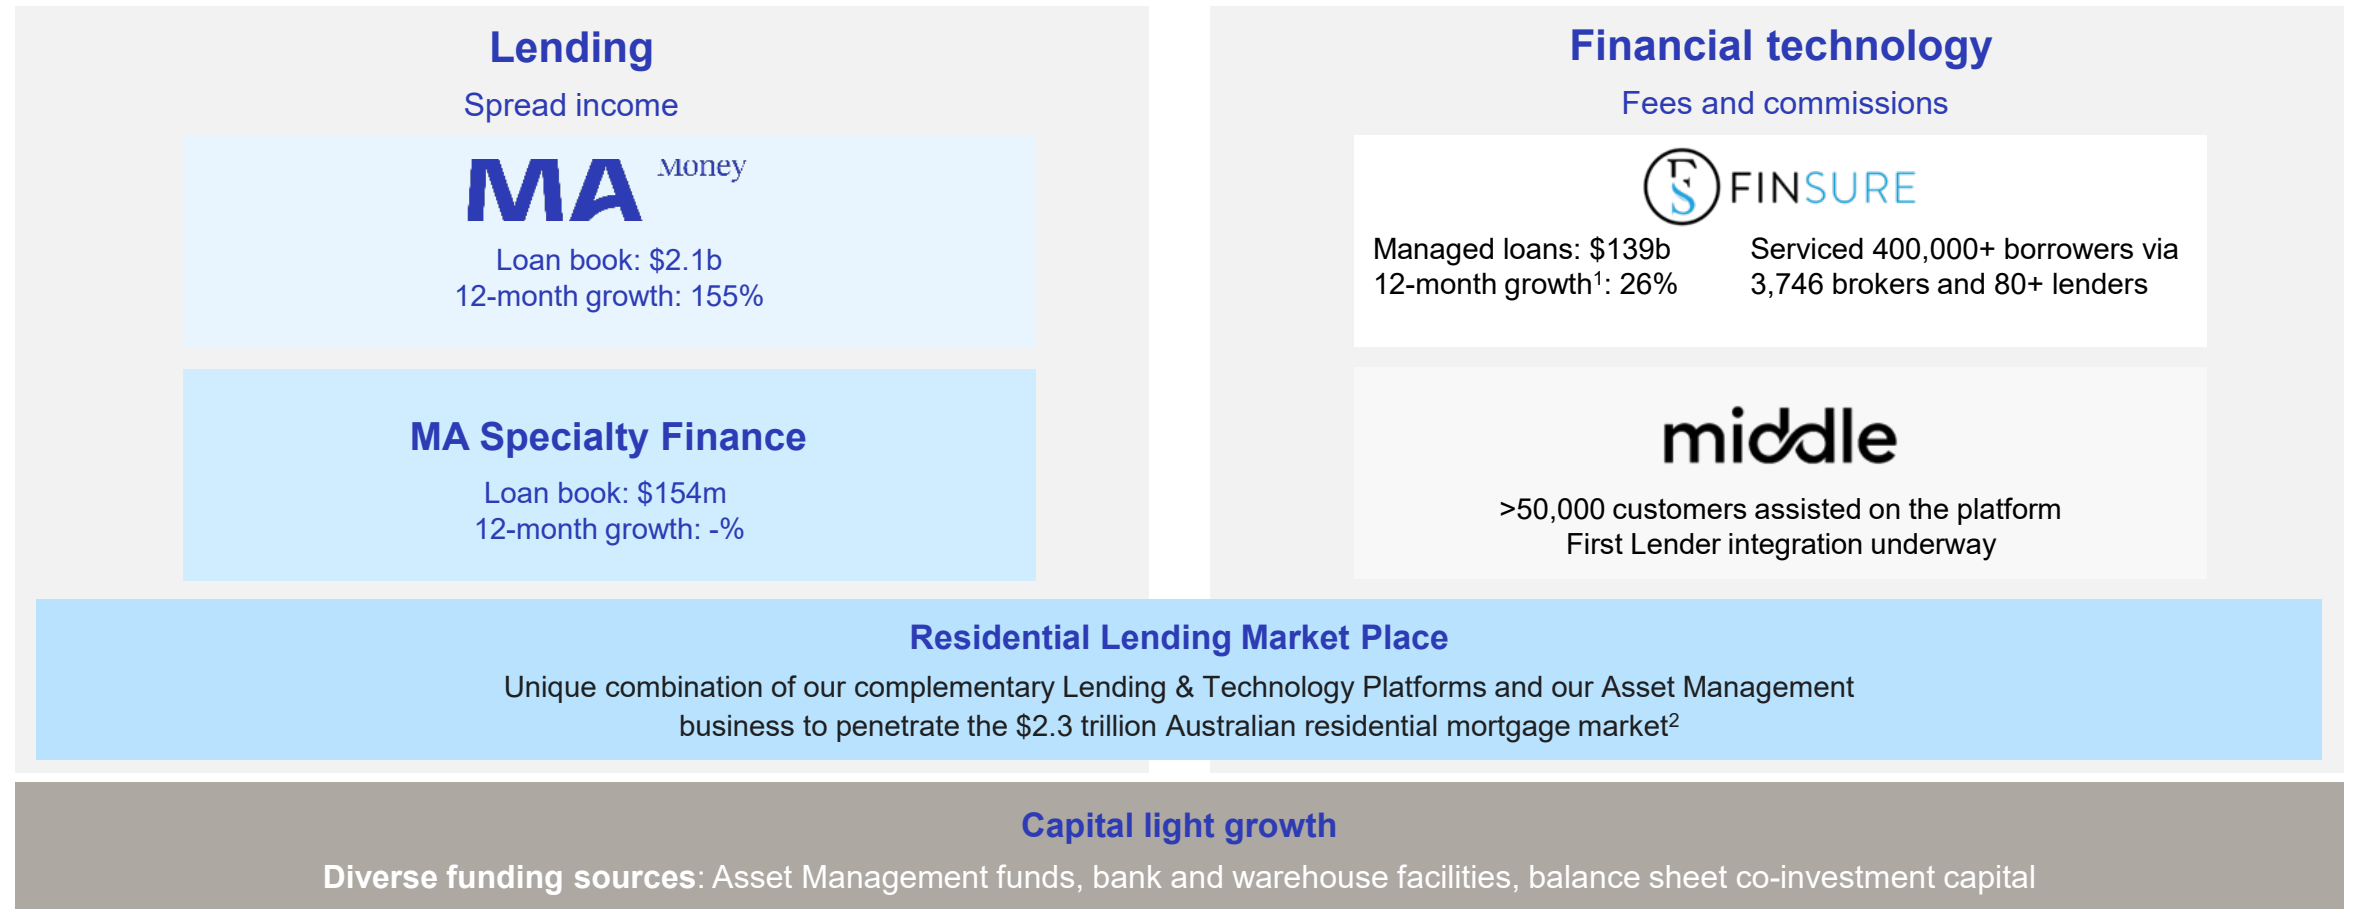 Lending
Spread income
MA Money
Loan book: $2.1b
12-month growth: 155%
MA Specialty Finance
Loan book: $154m
12-month growth: -%
Financial technology
Fees and commissions
FS FINSURE
Managed loans: $139b
12-month growth¹: 26%
Serviced 400,000+ borrowers via
3,746 brokers and 80+ lenders
middle
>50,000 customers assisted on the platform
First Lender integration underway
Residential Lending Market Place
Unique combination of our complementary Lending & Technology Platforms and our Asset Management
business to penetrate the $2.3 trillion Australian residential mortgage market²
Capital light growth
Diverse funding sources: Asset Management funds, bank and warehouse facilities, balance sheet co-investment capital